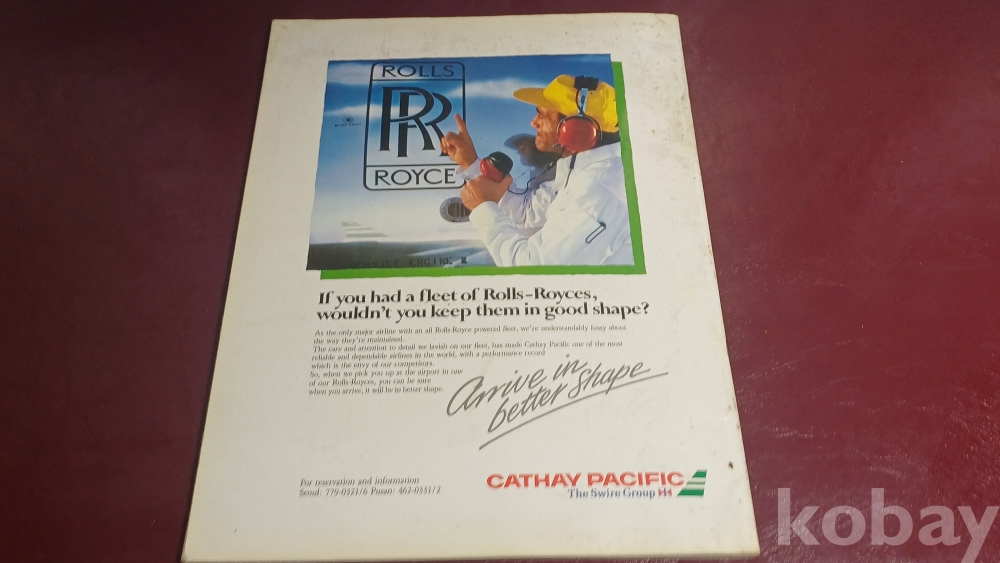 ROLLS
RR
ROYCE
If you had a fleet of Rolls-Royces,
wouldn't you keep them in good shape?
As the only major airline with an all Rolls-Royce powered fleet, we're understandably fussy about
the way they're maintained.
The care and attention to detail we lavish on our fleet, has made Cathay Pacific one of the most
reliable and dependable airlines in the world, with a performance record
which is the envy of our competitors.
So, when we pick you up at the airport in one
of our Rolls-Royces, you can be sure
when you arrive, it will be in better shape.
Arrive in
better shape
For reservation and information
Seoul: 779-0321/6 Pusan: 462-0331/2
CATHAY PACIFIC
The Swire Group
kobay